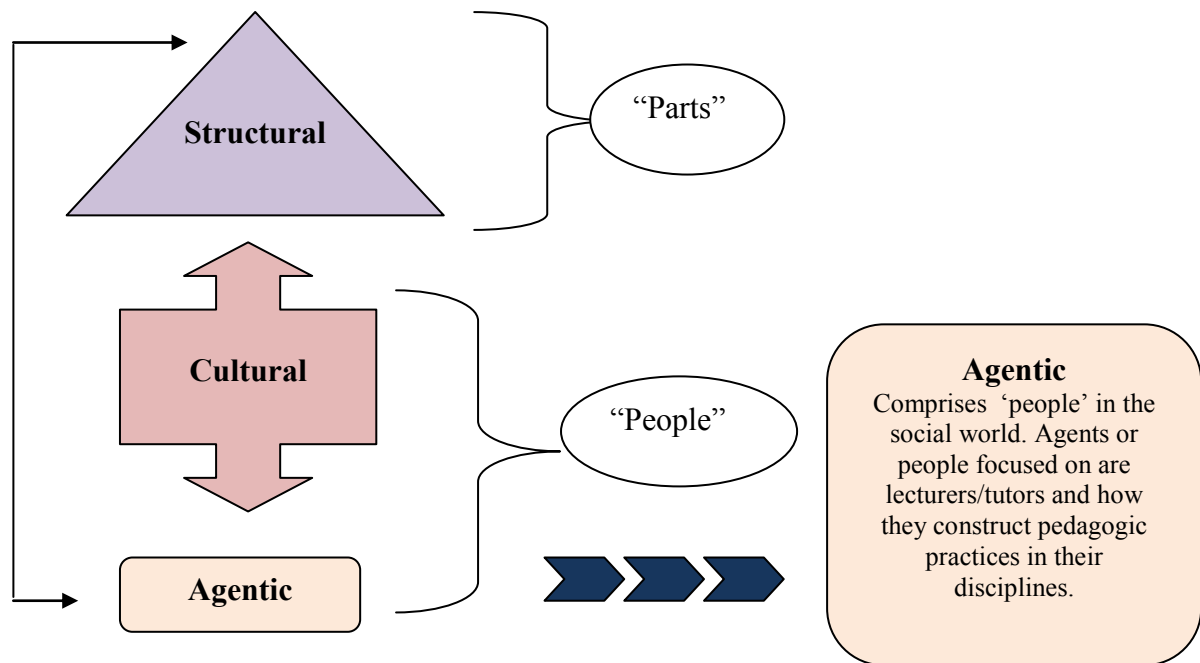 “Parts”
Structural
Cultural
“People”
Agentic
Agentic
Comprises ‘people’ in the
social world. Agents or
people focused on are
lecturers/tutors and how
they construct pedagogic
practices in their
disciplines.